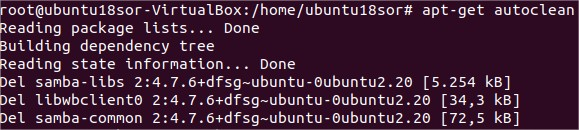 root@ubuntu18sor-VirtualBox:/home/ubuntu18sor# apt-get autoclean
Reading package lists... Done
Building dependency tree
Reading state information... Done
Del samba-libs 2:4.7.6+dfsg~ubuntu-0ubuntu2.20 [5.254 kB]
Del libwbclient0 2:4.7.6+dfsg~ubuntu-0ubuntu2.20 [34,3 kB]
Del samba-common 2:4.7.6+dfsg~ubuntu-0ubuntu2.20 [72,5 kB]